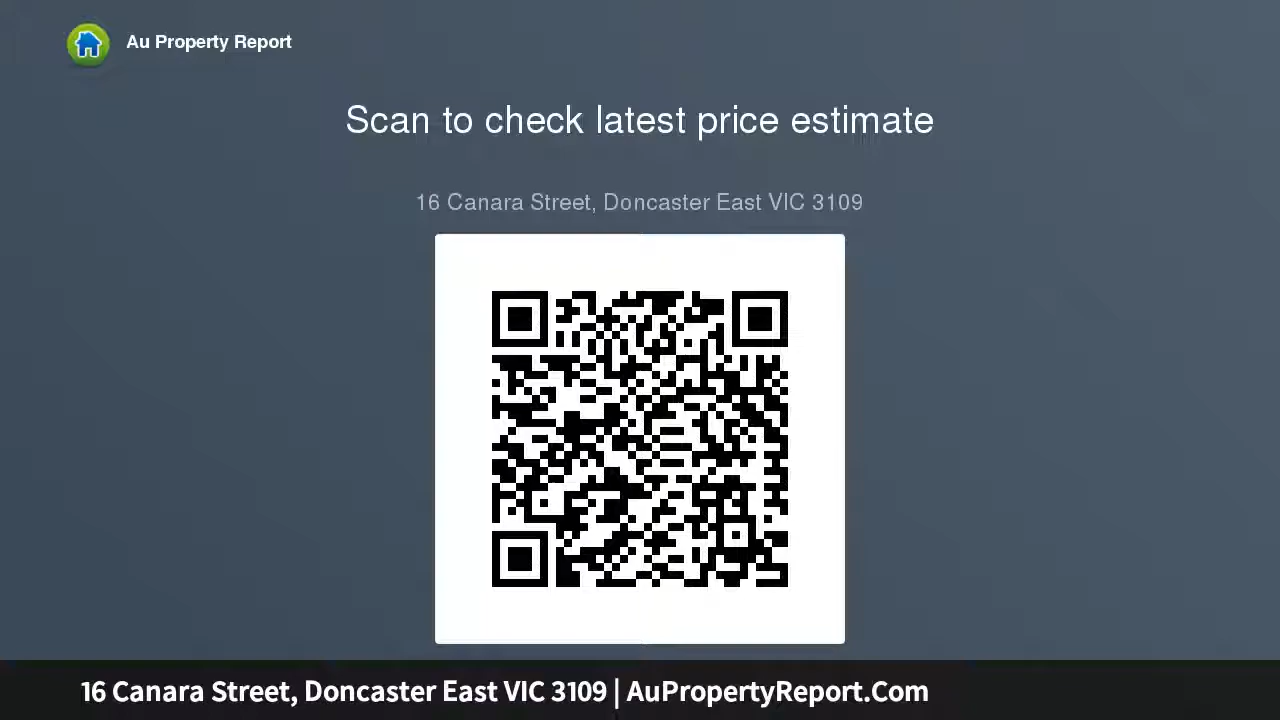 Au Property Report
Scan to check latest price estimate
16 Canara Street, Doncaster East VIC 3109
16 Canara Street, Doncaster East VIC 3109 | AuPropertyReport.Com